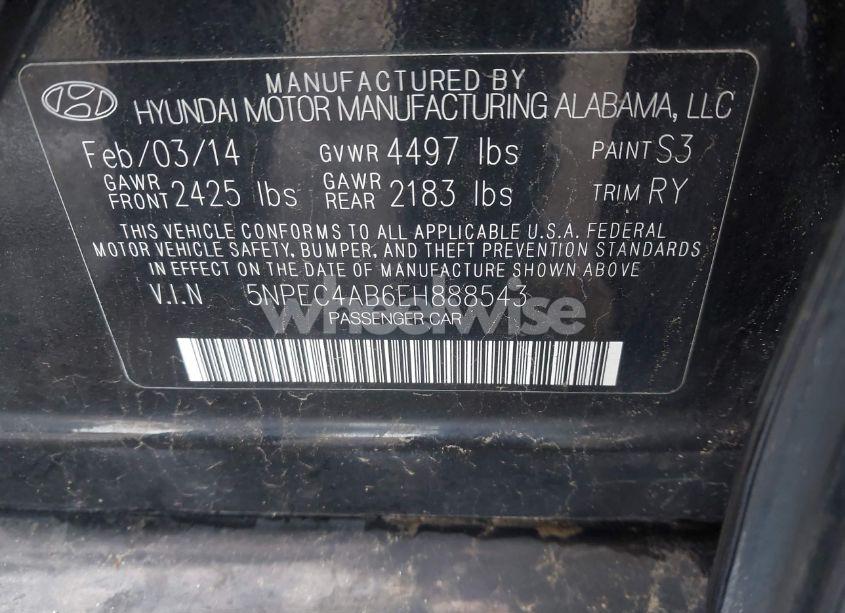 MANUFACTURED BY
HYUNDAI MOTOR MANUFACTURING ALABAMA, LLC
Feb/03/14 GVWR 4497 lbs PAINT S3
GAWR FRONT 2425 lbs GAWR REAR 2183 lbs TRIM RY
THIS VEHICLE CONFORMS TO ALL APPLICABLE U.S.A. FEDERAL
MOTOR VEHICLE SAFETY, BUMPER, AND THEFT PREVENTION STANDARDS
IN EFFECT ON THE DATE OF MANUFACTURE SHOWN ABOVE
V.I.N 5NPEC4AB6EH888543
PASSENGER CAR
wheelwise